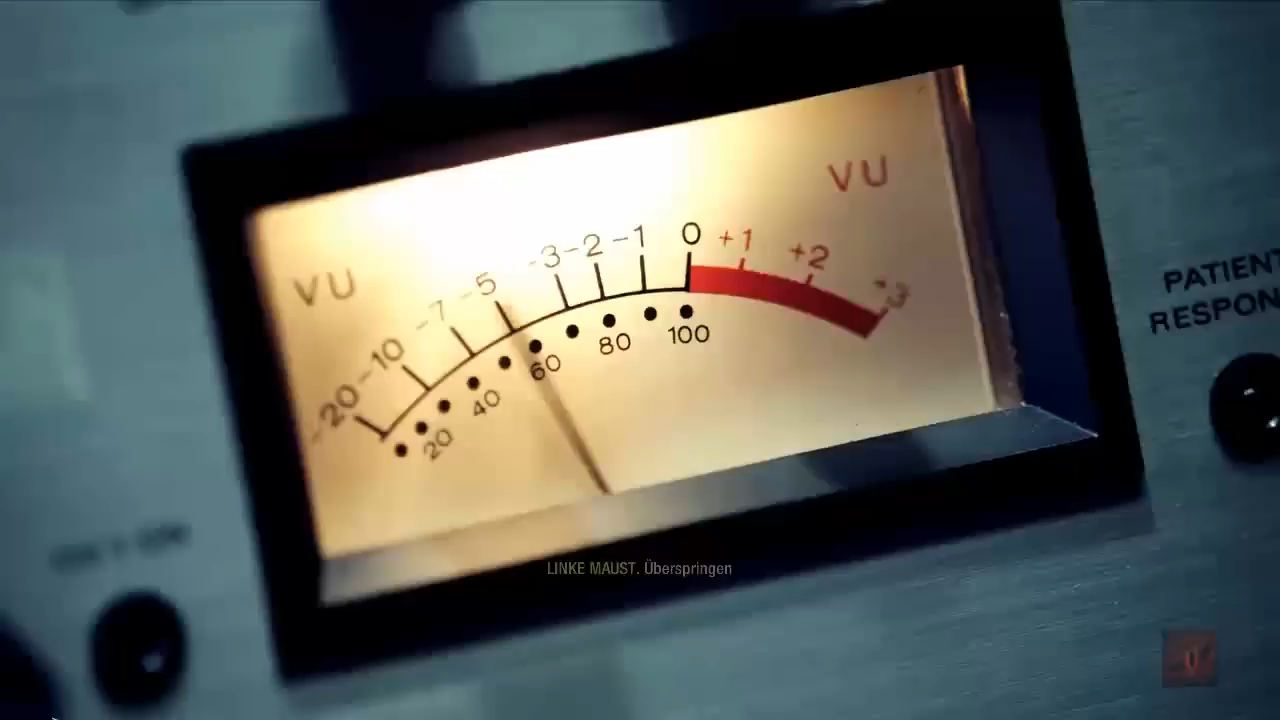 VU
VU
-20 -10 -7 -5 -3 -2 -1 0 +1 +2 +3
20 40 60 80 100
PATIENT
RESPON
LINKE MAUST. Überspringen